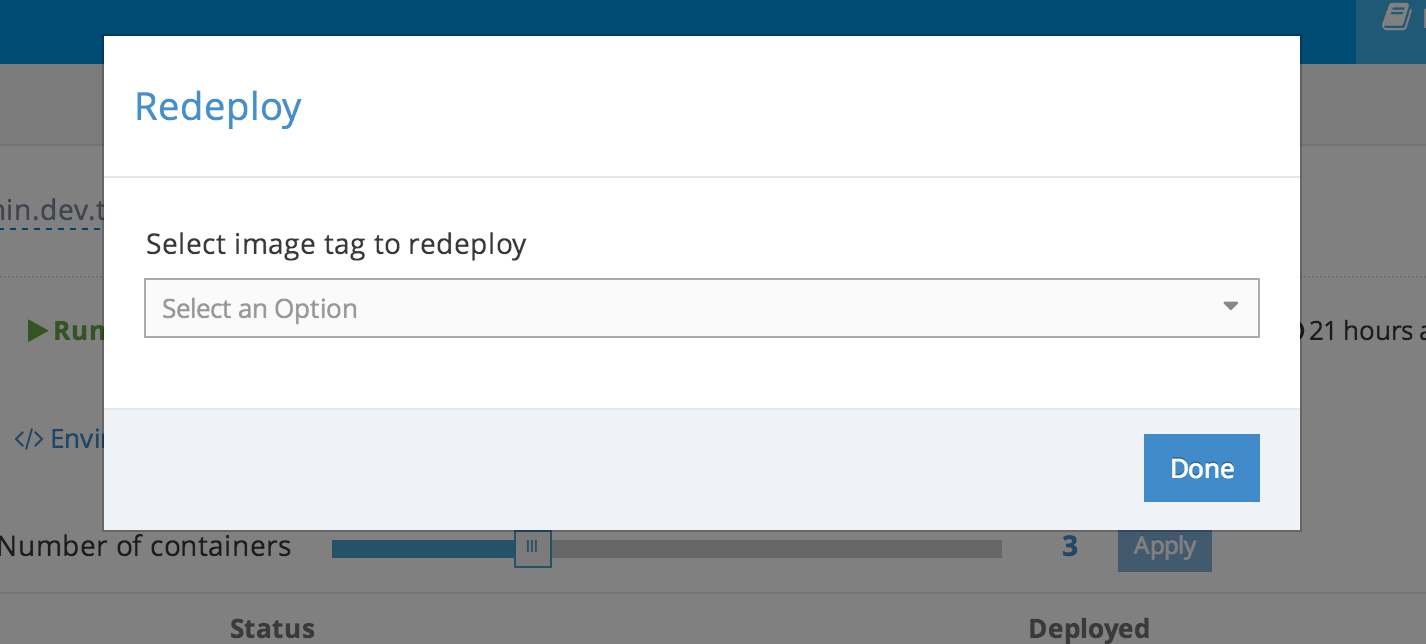 Redeploy
in.dev.t
Select image tag to redeploy
Select an Option
Run
21 hours a
</> Envi
Done
Number of containers
3
Apply
Status
Deployed